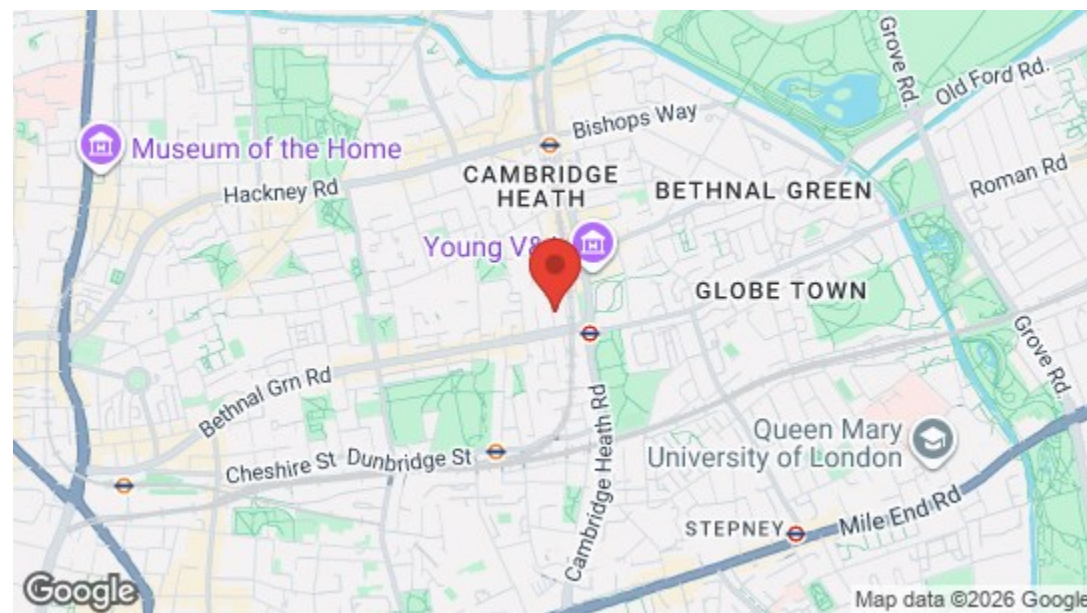 Grove Rd.
Old Ford Rd.
Bishops Way
Museum of the Home
CAMBRIDGE
HEATH
BETHNAL GREEN
Roman Rd
Hackney Rd
Young V&
GLOBE TOWN
Grove Rd.
Bethnal Grn Rd
Cambridge Heath Rd
Queen Mary
University of London
Cheshire St
Dunbridge St
STEPNEY
Mile End Rd
Google
Map data ©2026 Google